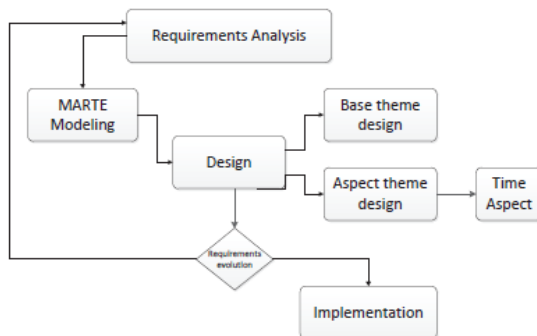 Requirements Analysis
MARTE
Modeling
Base theme
design
Design
Aspect theme
design
Time
Aspect
Requirements
evolution
Implementation